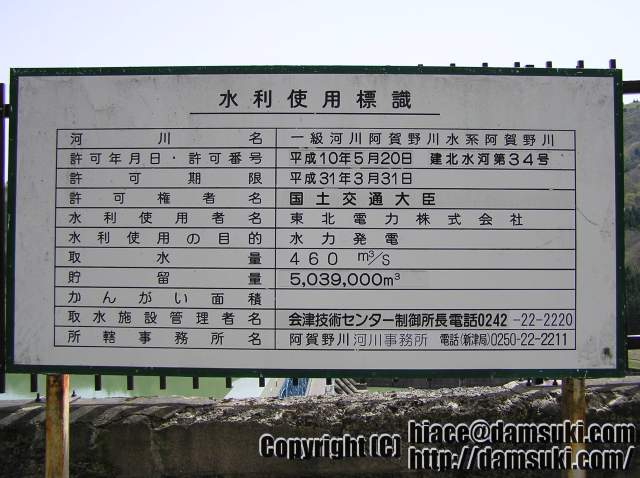 水利使用標識
河川名 一級河川阿賀野川水系阿賀野川
許可年月日・許可番号 平成10年5月20日 建北水河第34号
許可期限 平成31年3月31日
許可権者名 国土交通大臣
水利使用者名 東北電力株式会社
水利使用の目的 水力発電
取水量 460 m³/S
貯留量 5,039,000m³
かんがい面積
取水施設管理者名 会津技術センター制御所長電話0242-22-2220
所轄事務所名 阿賀野川河川事務所 電話(新津局)0250-22-2211
Copyright (C) hiace@damsuki.com
http://damsuki.com/